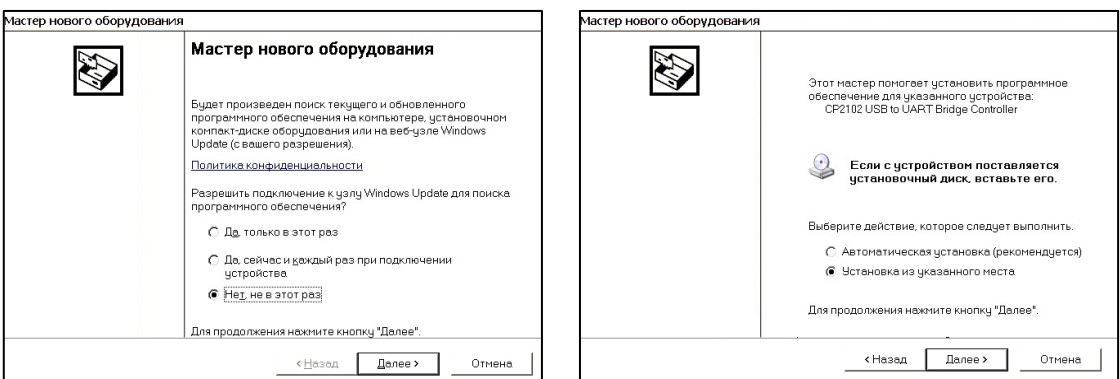 Мастер нового оборудования
Мастер нового оборудования
Будет произведен поиск текущего и обновленного
программного обеспечения на компьютере, установочном
компакт-диске оборудования или на веб-узле Windows
Update (с вашего разрешения).
Политика конфиденциальности
Разрешить подключение к узлу Windows Update для поиска
программного обеспечения?
Да, только в этот раз
Да, сейчас и каждый раз при подключении
устройства
Нет, не в этот раз
Для продолжения нажмите кнопку "Далее".
< Назад
Далее >
Отмена
Мастер нового оборудования
Этот мастер помогает установить программное
обеспечение для указанного устройства:
CP2102 USB to UART Bridge Controller
Если с устройством поставляется
установочный диск, вставьте его.
Выберите действие, которое следует выполнить.
Автоматическая установка (рекомендуется)
Установка из указанного места
Для продолжения нажмите кнопку "Далее".
< Назад
Далее >
Отмена